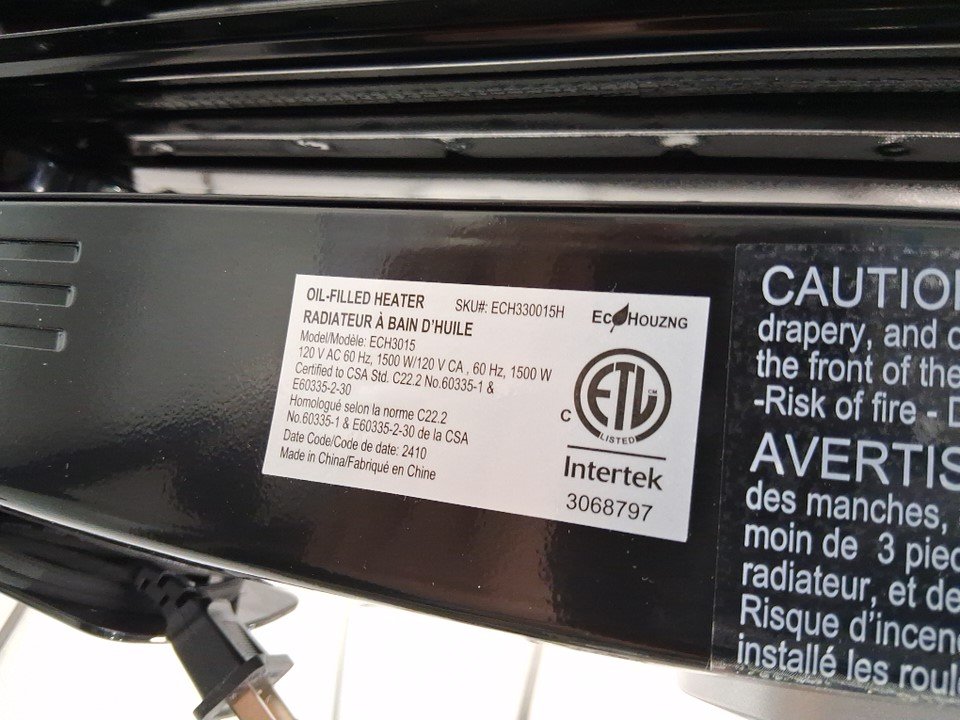 OIL-FILLED HEATER SKU#: ECH330015H
RADIATEUR À BAIN D'HUILE
Model/Modèle: ECH3015
120 V AC 60 Hz, 1500 W/120 V CA , 60 Hz, 1500 W
Certified to CSA Std. C22.2 No.60335-1 &
E60335-2-30
Homologué selon la norme C22.2
No.60335-1 & E60335-2-30 de la CSA
Date Code/Code de date: 2410
Made in China/Fabriqué en Chine
EcoHouzng
C ETL CM
LISTED
Intertek
3068797
CAUTION
drapery, and
the front of the
-Risk of fire -
AVERTIS
des manches,
moin de 3 pied
radiateur, et de
Risque d'incen
installé les roul